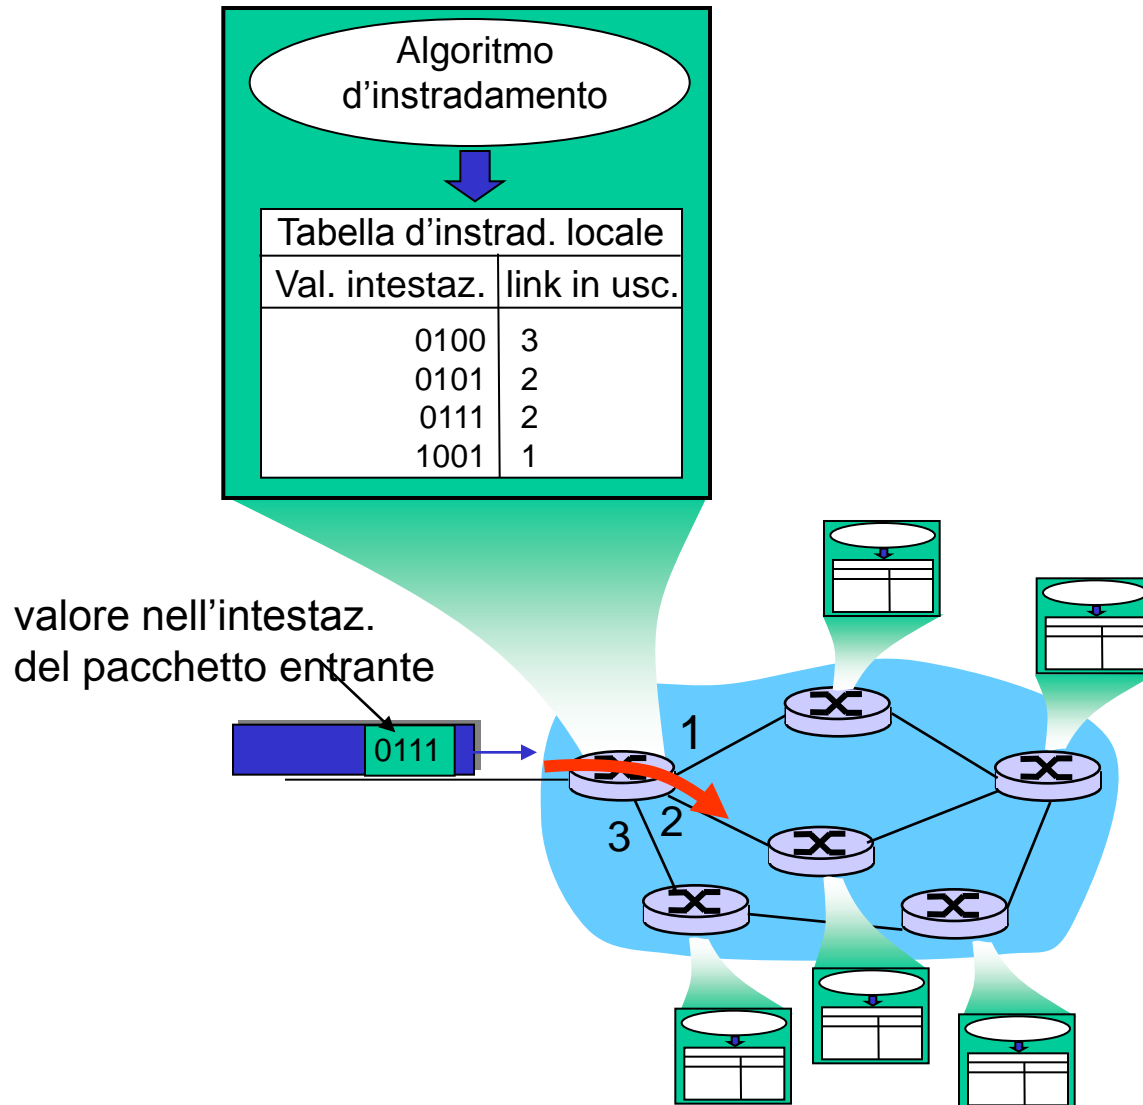 Algoritmo
d’instradamento
Tabella d’instrad. locale
Val. intestaz. link in usc.
0100 3
0101 2
0111 2
1001 1
valore nell’intestaz.
del pacchetto entrante
0111
1
2
3